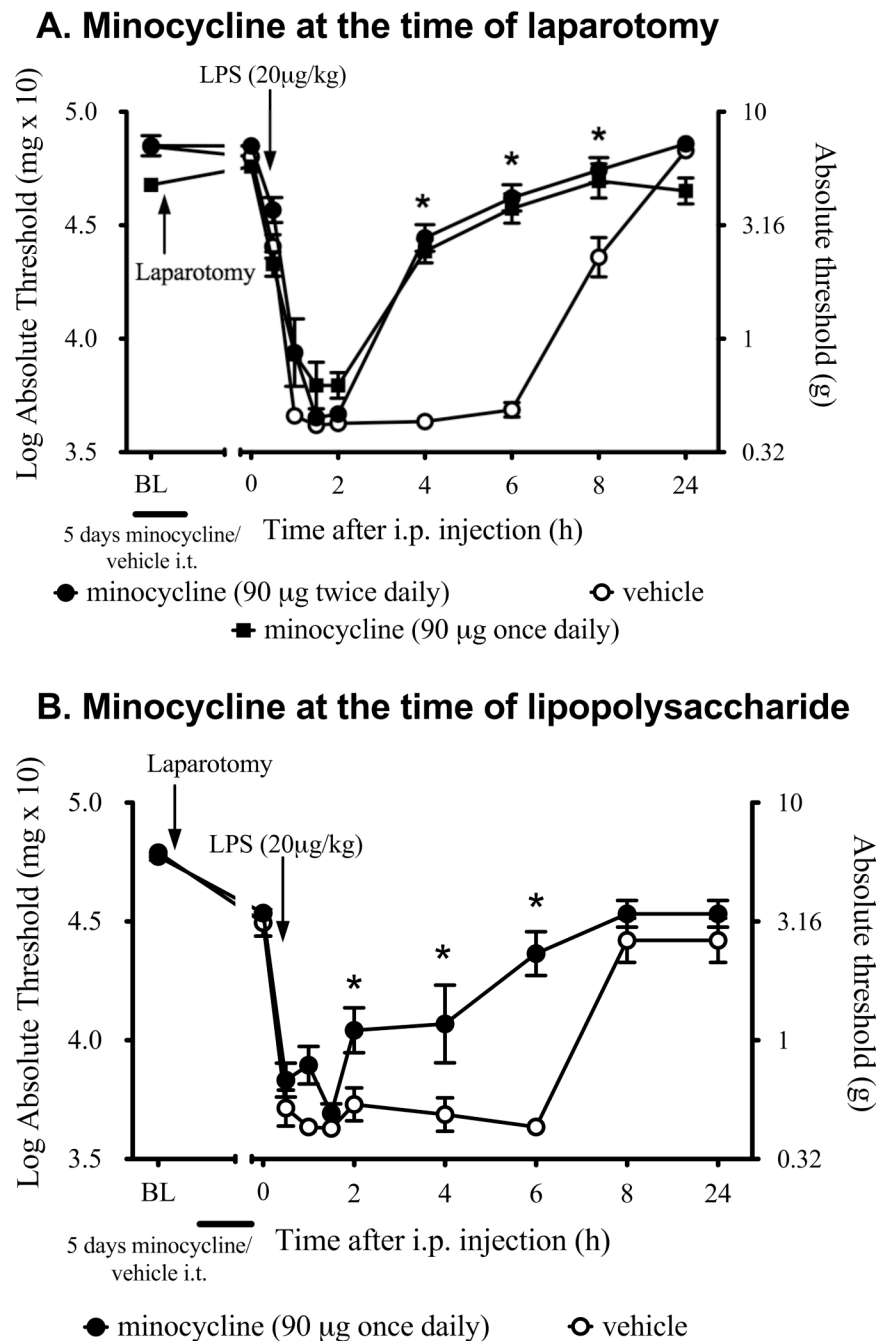 A. Minocycline at the time of laparotomy
LPS (20µg/kg)
Log Absolute Threshold (mg x 10)
5.0
4.5
4.0
3.5
Laparotomy
*
*
*
10
3.16
1
0.32
Absolute threshold (g)
BL
0
2
4
6
8
24
5 days minocycline/
vehicle i.t.
Time after i.p. injection (h)
minocycline (90 µg twice daily)
vehicle
minocycline (90 µg once daily)
B. Minocycline at the time of lipopolysaccharide
Laparotomy
LPS (20µg/kg)
Log Absolute Threshold (mg x 10)
5.0
4.5
4.0
3.5
*
*
*
10
3.16
1
0.32
Absolute threshold (g)
BL
0
2
4
6
8
24
5 days minocycline/
vehicle i.t.
Time after i.p. injection (h)
minocycline (90 µg once daily)
vehicle